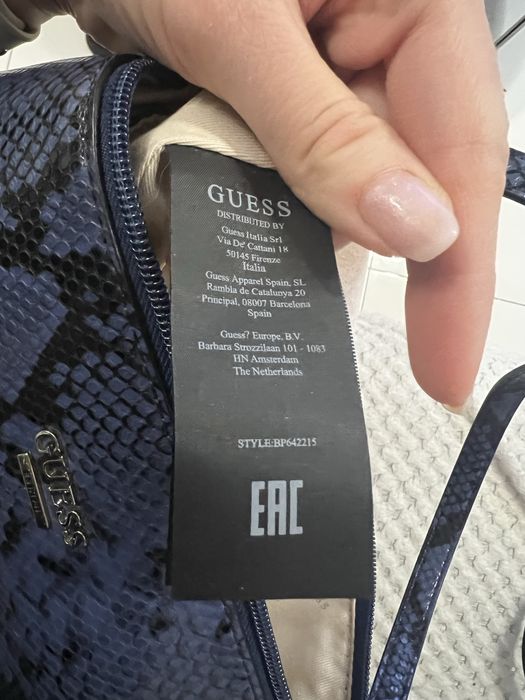 GUESS
DISTRIBUTED BY
Guess Italia Srl
Via De' Cattani 18
50145 Firenze
Italia
Guess Apparel Spain, SL
Rambla de Catalunya 20
Principal, 08007 Barcelona
Spain
Guess? Europe, B.V.
Barbara Strozzilaan 101 - 1083
HN Amsterdam
The Netherlands
STYLE:BP642215
EAC
GUESS